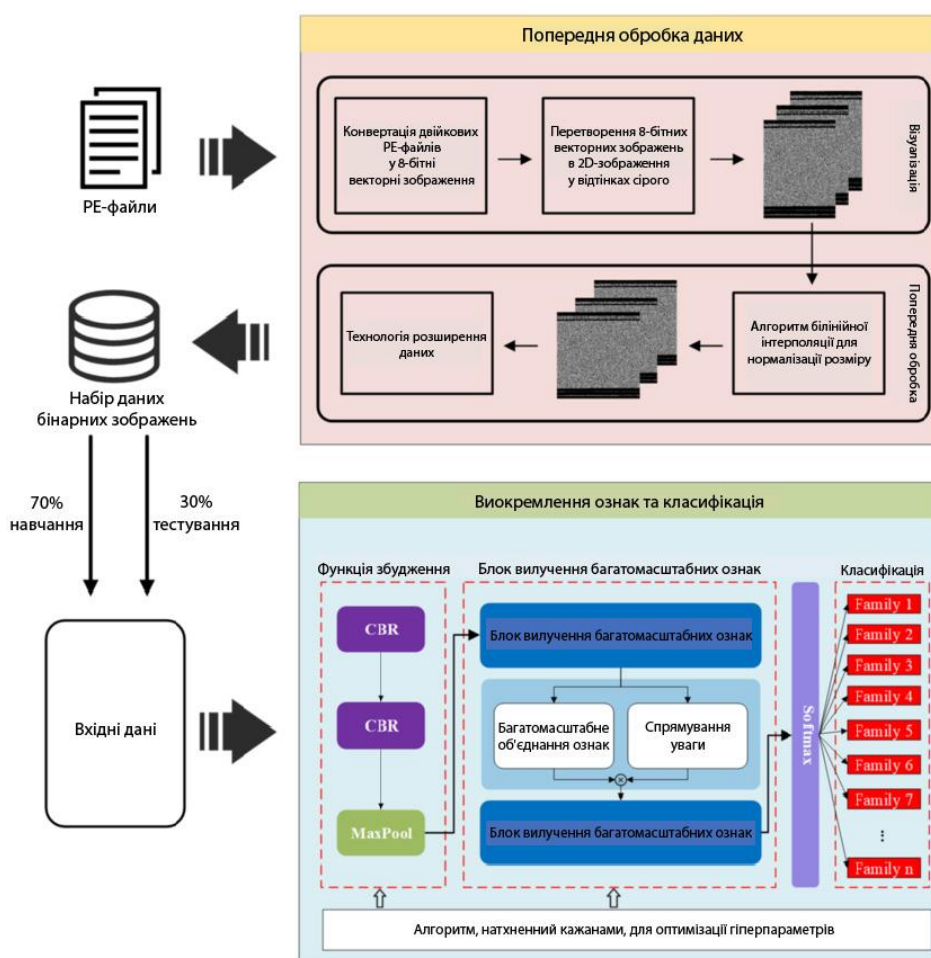 Попередня обробка даних
PE-файли
Конвертація двійкових
PE-файлів
у 8-бітні
векторні зображення
Перетворення 8-бітних
векторних зображень
в 2D-зображення
у відтінках сірого
Візуалізація
Набір даних
бінарних зображень
Технологія розширення
даних
Алгоритм білінійної
інтерполяції для
нормалізації розміру
Попередня обробка
70%
навчання
30%
тестування
Вхідні дані
Виокремлення ознак та класифікація
Функція збудження
CBR
CBR
MaxPool
Блок вилучення багатомасштабних ознак
Блок вилучення багатомасштабних ознак
Багатомасштабне
об'єднання ознак
Спрямування
уваги
Блок вилучення багатомасштабних ознак
Softmax
Класифікація
Family 1
Family 2
Family 3
Family 4
Family 5
Family 6
Family 7
⋮
Family n
Алгоритм, натхненний кажанами, для оптимізації гіперпараметрів